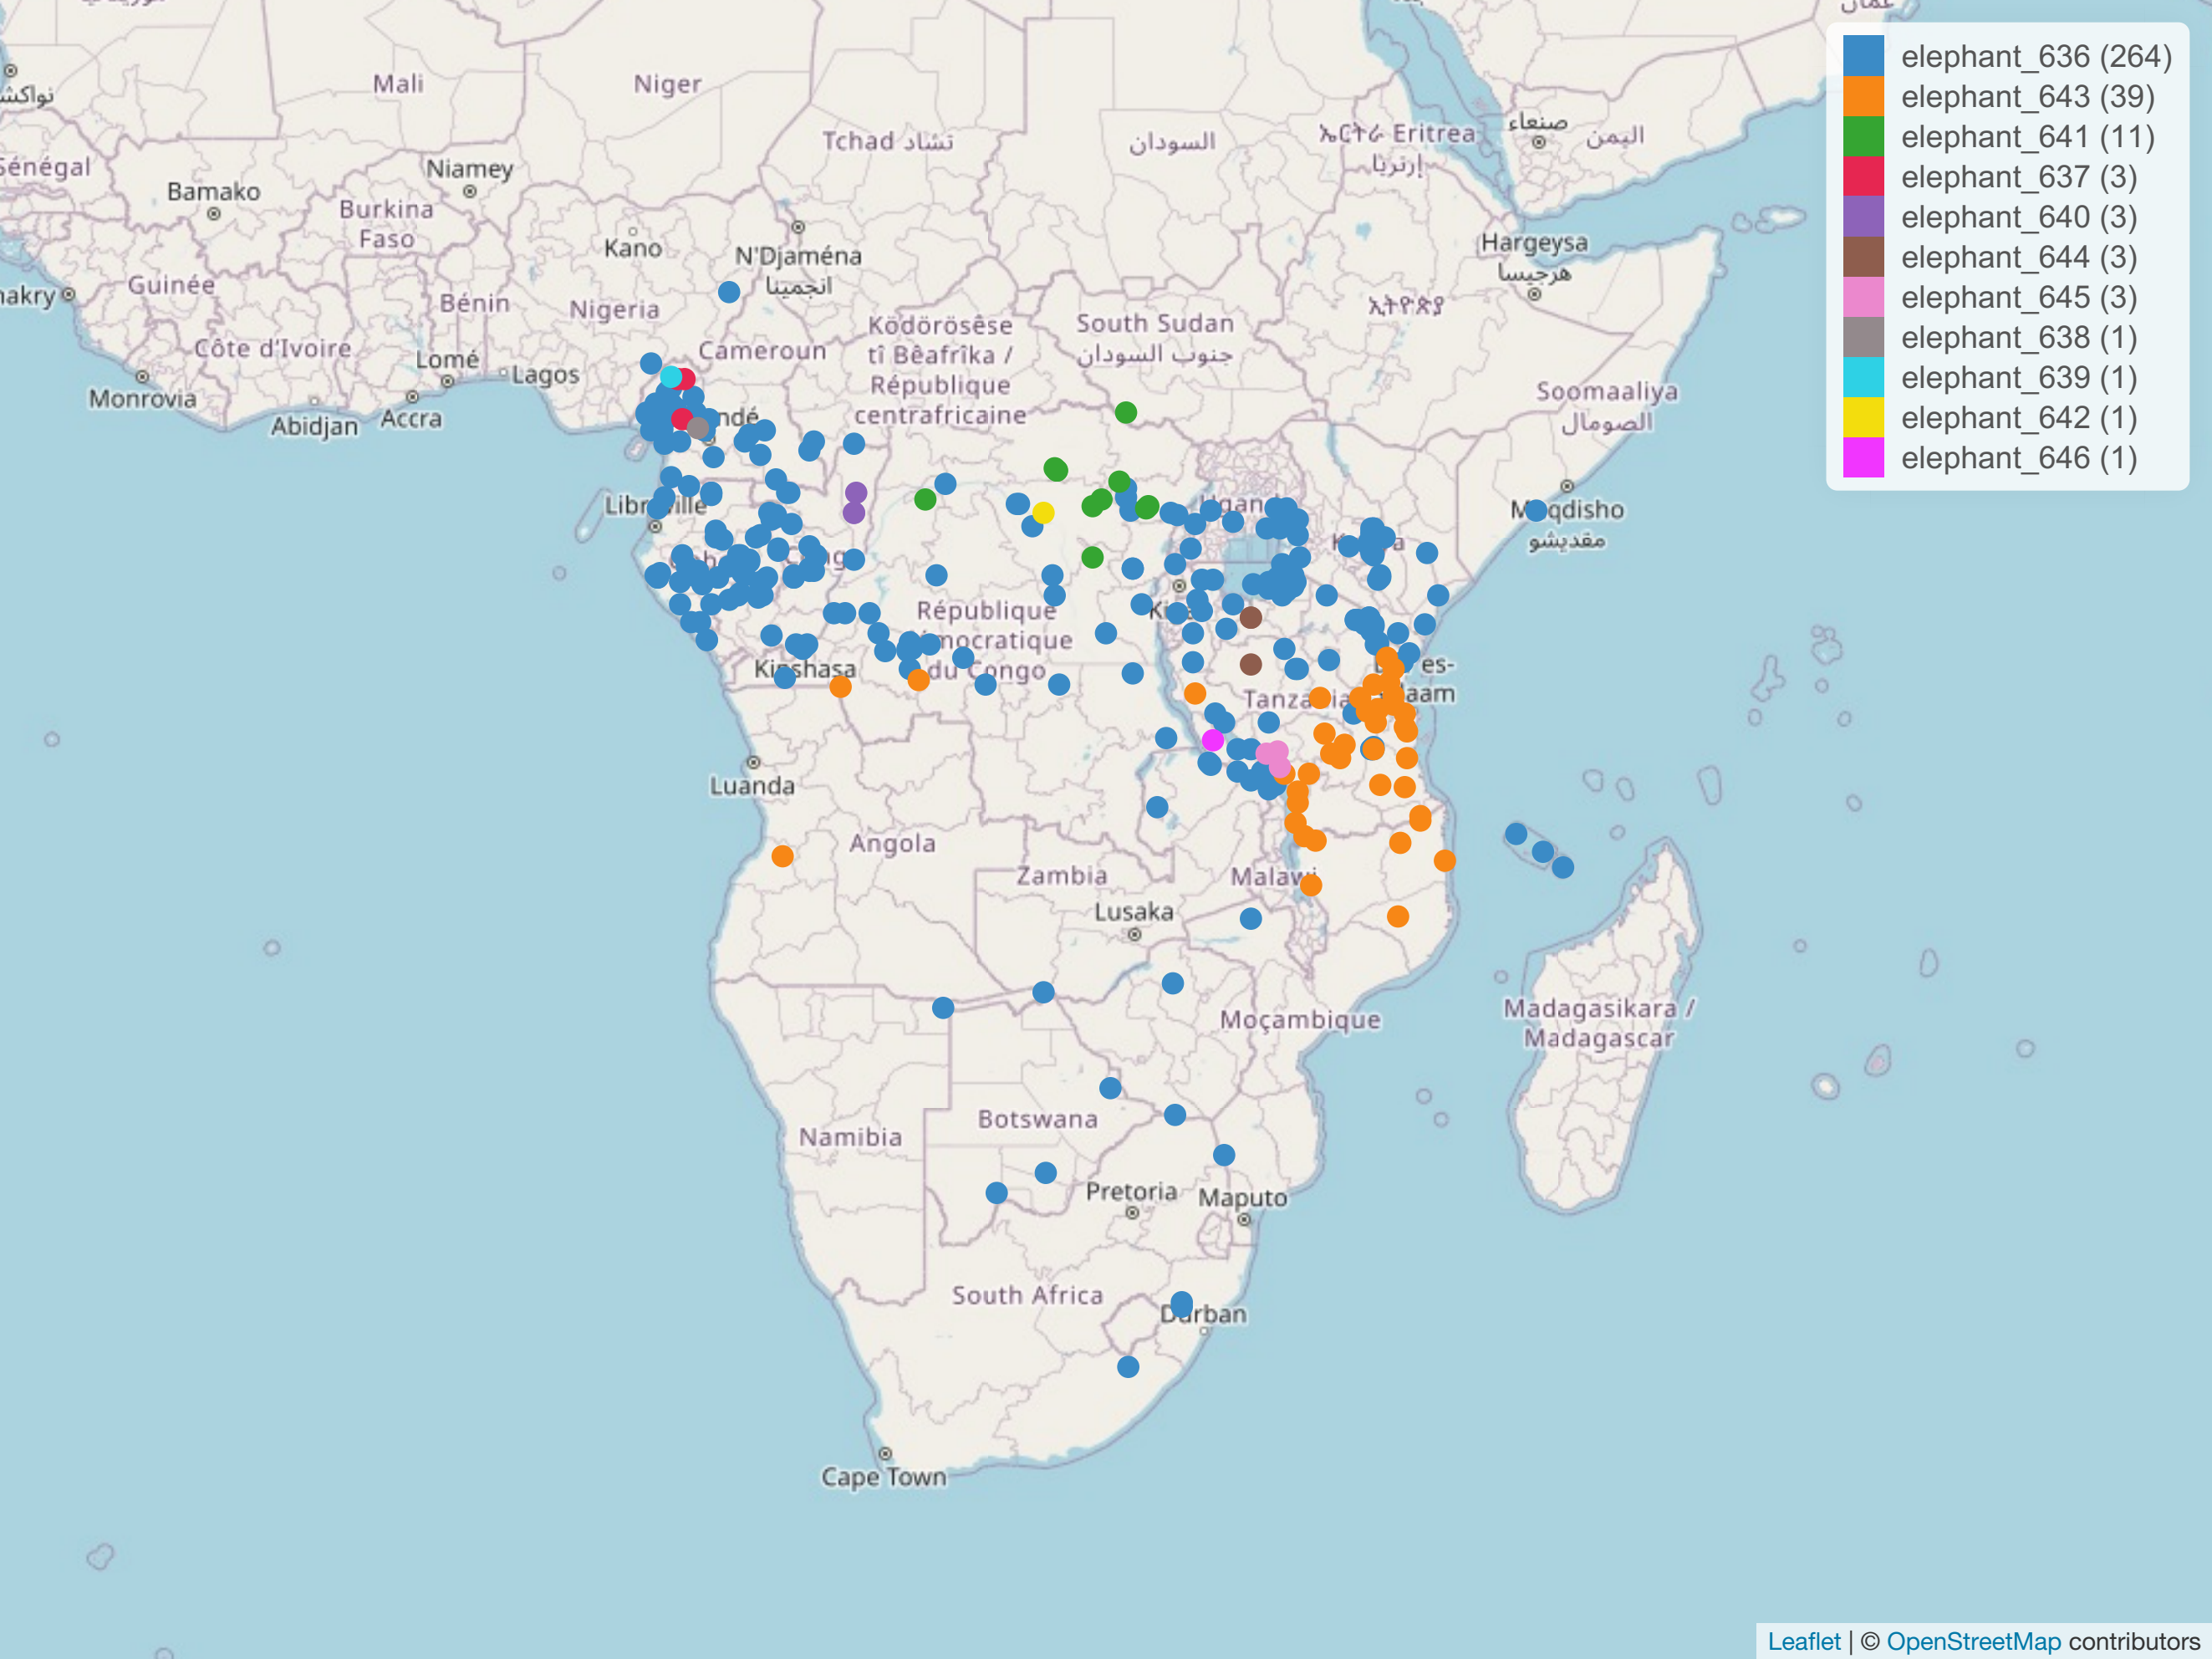 عمان
Mali
Niger
Tchad تشاد
السودان
ኤርትራ Eritrea
إرتريا
صنعاء
اليمن
Sénégal
Bamako
Niamey
Burkina
Faso
Kano
N'Djaména
انجمينا
Hargeysa
هرجيسا
Guinée
Bénin
Nigeria
ኢትዮጵያ
Côte d'Ivoire
Lomé
Lagos
Cameroun
Ködörösêse
tî Bêafrîka /
République
centrafricaine
South Sudan
جنوب السودان
Monrovia
Abidjan
Accra
Soomaaliya
الصومال
مقديشو
République
du Congo
Kinshasa
Luanda
Angola
Zambia
Malawi
Lusaka
Moçambique
Madagasikara /
Madagascar
Namibia
Botswana
Pretoria
Maputo
South Africa
Durban
Cape Town
elephant_636 (264)
elephant_643 (39)
elephant_641 (11)
elephant_637 (3)
elephant_640 (3)
elephant_644 (3)
elephant_645 (3)
elephant_638 (1)
elephant_639 (1)
elephant_642 (1)
elephant_646 (1)
Leaflet | © OpenStreetMap contributors